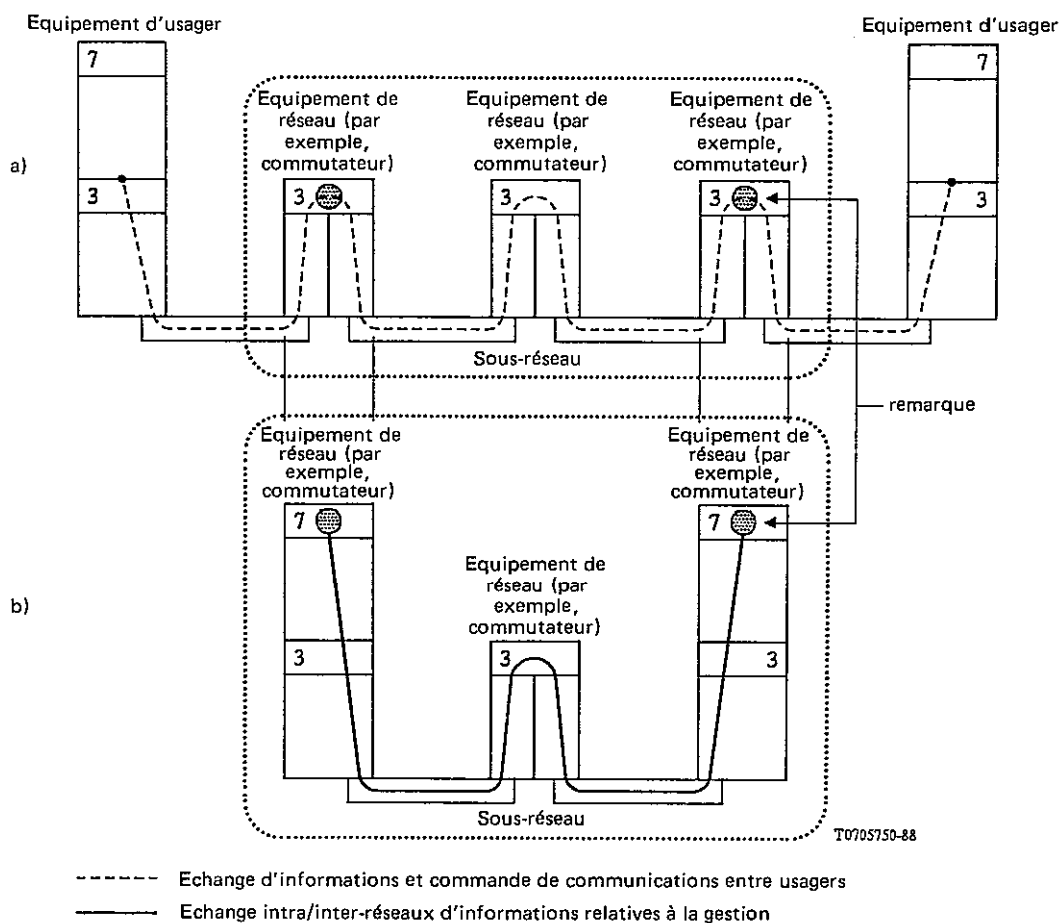 Equipement d'usager
Equipement d'usager
7
7
Equipement de
réseau (par
exemple,
commutateur)
Equipement de
réseau (par
exemple,
commutateur)
Equipement de
réseau (par
exemple,
commutateur)
a)
3
3
3
3
3
Sous-réseau
remarque
Equipement de
réseau (par
exemple,
commutateur)
Equipement de
réseau (par
exemple,
commutateur)
7
7
Equipement de
réseau (par
exemple,
commutateur)
b)
3
3
3
Sous-réseau
T0705750-88
Echange d'informations et commande de communications entre usagers
Echange intra/inter-réseaux d'informations relatives à la gestion